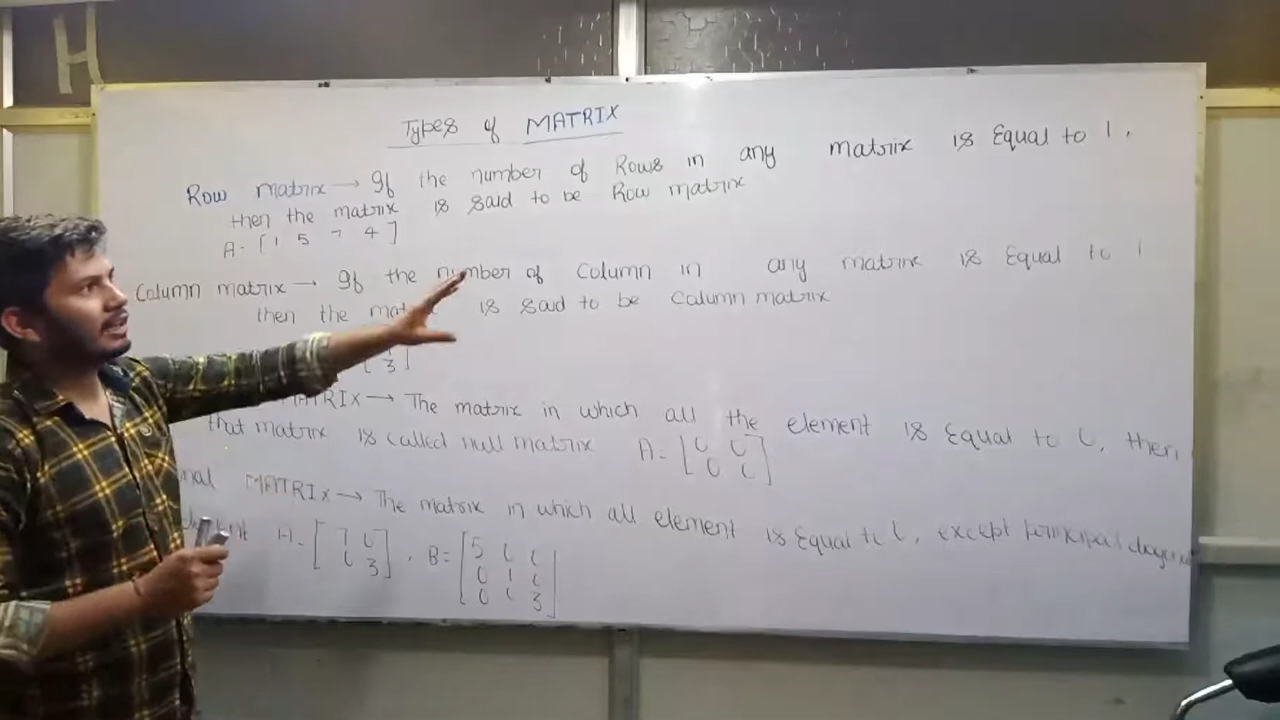 Types of MATRIX
Row matrix → If the number of Rows in any matrix is Equal to 1,
then the matrix is said to be Row matrix
A = [ 1 5 7 4 ]
Column matrix → If the number of Column in any matrix is Equal to 1
then the is said to be Column matrix
3
MATRIX → The matrix in which all the element is Equal to 0, then
that matrix is called null matrix A = [ 0 0
0 0 ]
MATRIX → The matrix in which all element is Equal to 0, except principal
A = [ 7 0 , B = [ 5 0 0
0 3 ] 0 1 0
0 0 3 ]